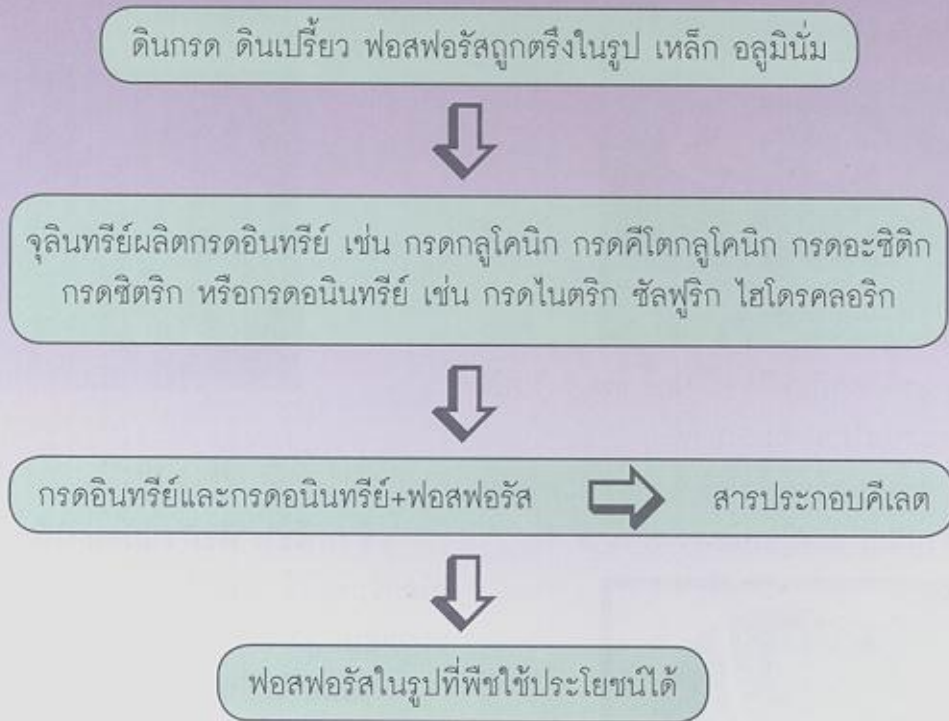 ดินกรด ดินเปรี้ยว ฟอสฟอรัสถูกตรึงในรูป เหล็ก อลูมินั่ม
จุลินทรีย์ผลิตกรดอินทรีย์ เช่น กรดกลูโคนิก กรดคีโตกลูโคนิก กรดอะซิติก
กรดซิตริก หรือกรดอนินทรีย์ เช่น กรดไนตริก ซัลฟูริก ไฮโดรคลอริก
กรดอินทรีย์และกรดอนินทรีย์+ฟอสฟอรัส สารประกอบคีเลต
ฟอสฟอรัสในรูปที่พืชใช้ประโยชน์ได้